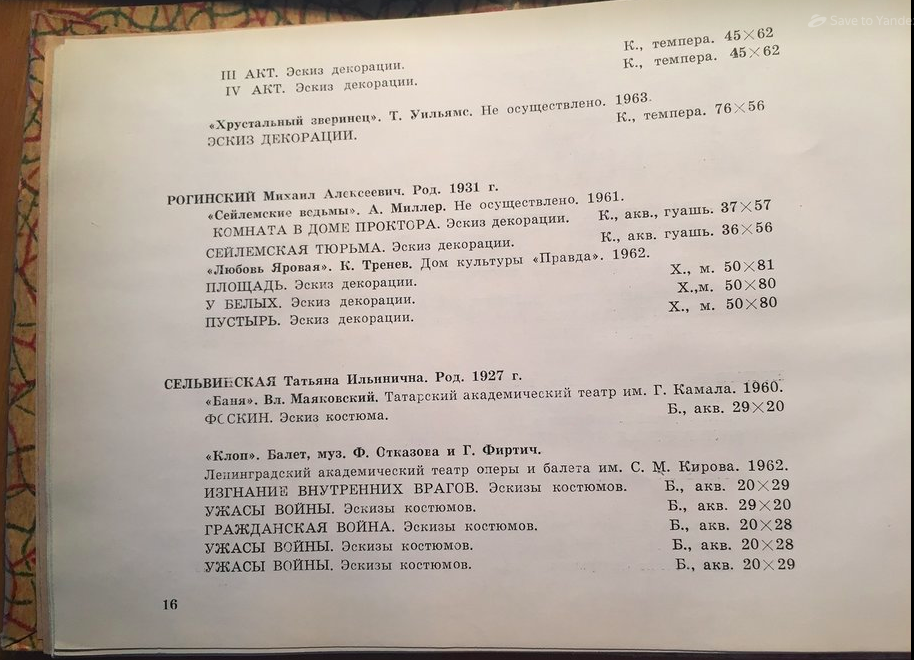 Save to Yande
III АКТ. Эскиз декорации. К., темпера. 45×62
IV АКТ. Эскиз декорации. К., темпера. 45×62
«Хрустальный зверинец». Т. Уильямс. Не осуществлено. 1963.
ЭСКИЗ ДЕКОРАЦИИ. К., темпера. 76×56
РОГИНСКИЙ Михаил Алексеевич. Род. 1931 г.
«Сейлемские ведьмы». А. Миллер. Не осуществлено. 1961.
КОМНАТА В ДОМЕ ПРОКТОРА. Эскиз декорации. К., акв., гуашь. 37×57
СЕЙЛЕМСКАЯ ТЮРЬМА. Эскиз декорации. К., акв. гуашь. 36×56
«Любовь Яровая». К. Тренев. Дом культуры «Правда». 1962.
ПЛОЩАДЬ. Эскиз декорации. Х., м. 50×81
У БЕЛЫХ. Эскиз декорации. Х.,м. 50×80
ПУСТЫРЬ. Эскиз декорации. Х., м. 50×80
СЕЛЬВИНСКАЯ Татьяна Ильинична. Род. 1927 г.
«Баня». Вл. Маяковский. Татарский академический театр им. Г. Камала. 1960.
ФОСКИН. Эскиз костюма. Б., акв. 29×20
«Клоп». Балет, муз. Ф. Отказова и Г. Фиртич.
Ленинградский академический театр оперы и балета им. С. М. Кирова. 1962.
ИЗГНАНИЕ ВНУТРЕННИХ ВРАГОВ. Эскизы костюмов. Б., акв. 20×29
УЖАСЫ ВОЙНЫ. Эскизы костюмов. Б., акв. 29×20
ГРАЖДАНСКАЯ ВОЙНА. Эскизы костюмов. Б., акв. 20×28
УЖАСЫ ВОЙНЫ. Эскизы костюмов. Б., акв. 20×28
УЖАСЫ ВОЙНЫ. Эскизы костюмов. Б., акв. 20×29
16